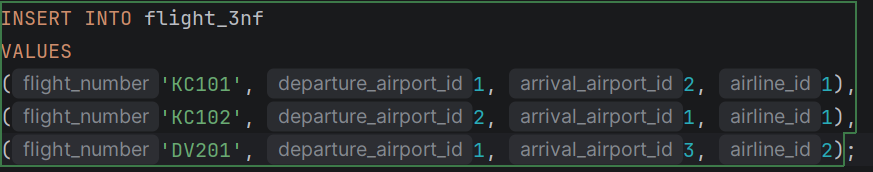 INSERT INTO flight_3nf
VALUES
( flight_number 'KC101', departure_airport_id 1, arrival_airport_id 2, airline_id 1),
( flight_number 'KC102', departure_airport_id 2, arrival_airport_id 1, airline_id 1),
( flight_number 'DV201', departure_airport_id 1, arrival_airport_id 3, airline_id 2);